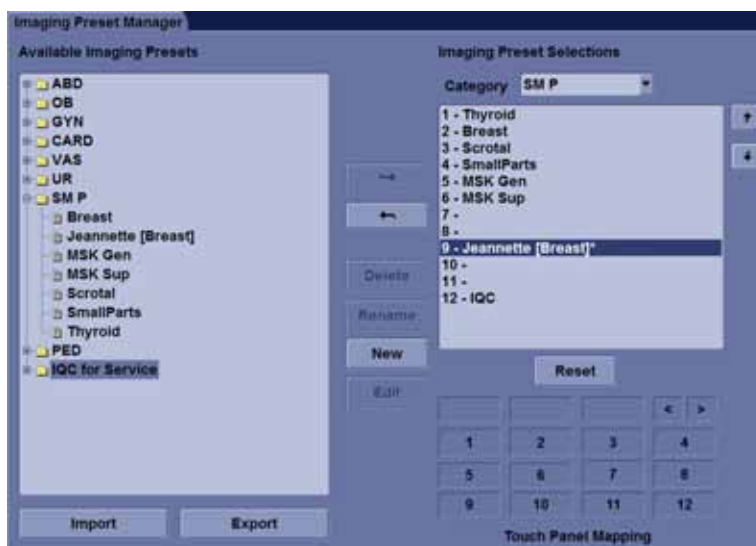 Imaging Preset Manager
Available Imaging Presets
ABD
OB
GYN
CARD
VAS
UR
SM P
Breast
Jeannette [Breast]
MSK Gen
MSK Sup
Scrotal
SmallParts
Thyroid
PED
IQC for Service
Import Export
Delete
Rename
New
Edit
Imaging Preset Selections
Category SM P
1 - Thyroid
2 - Breast
3 - Scrotal
4 - SmallParts
5 - MSK Gen
6 - MSK Sup
7 -
8 -
9 - Jeannette [Breast]*
10 -
11 -
12 - IQC
Reset
< >
1 2 3 4
5 6 7 8
9 10 11 12
Touch Panel Mapping